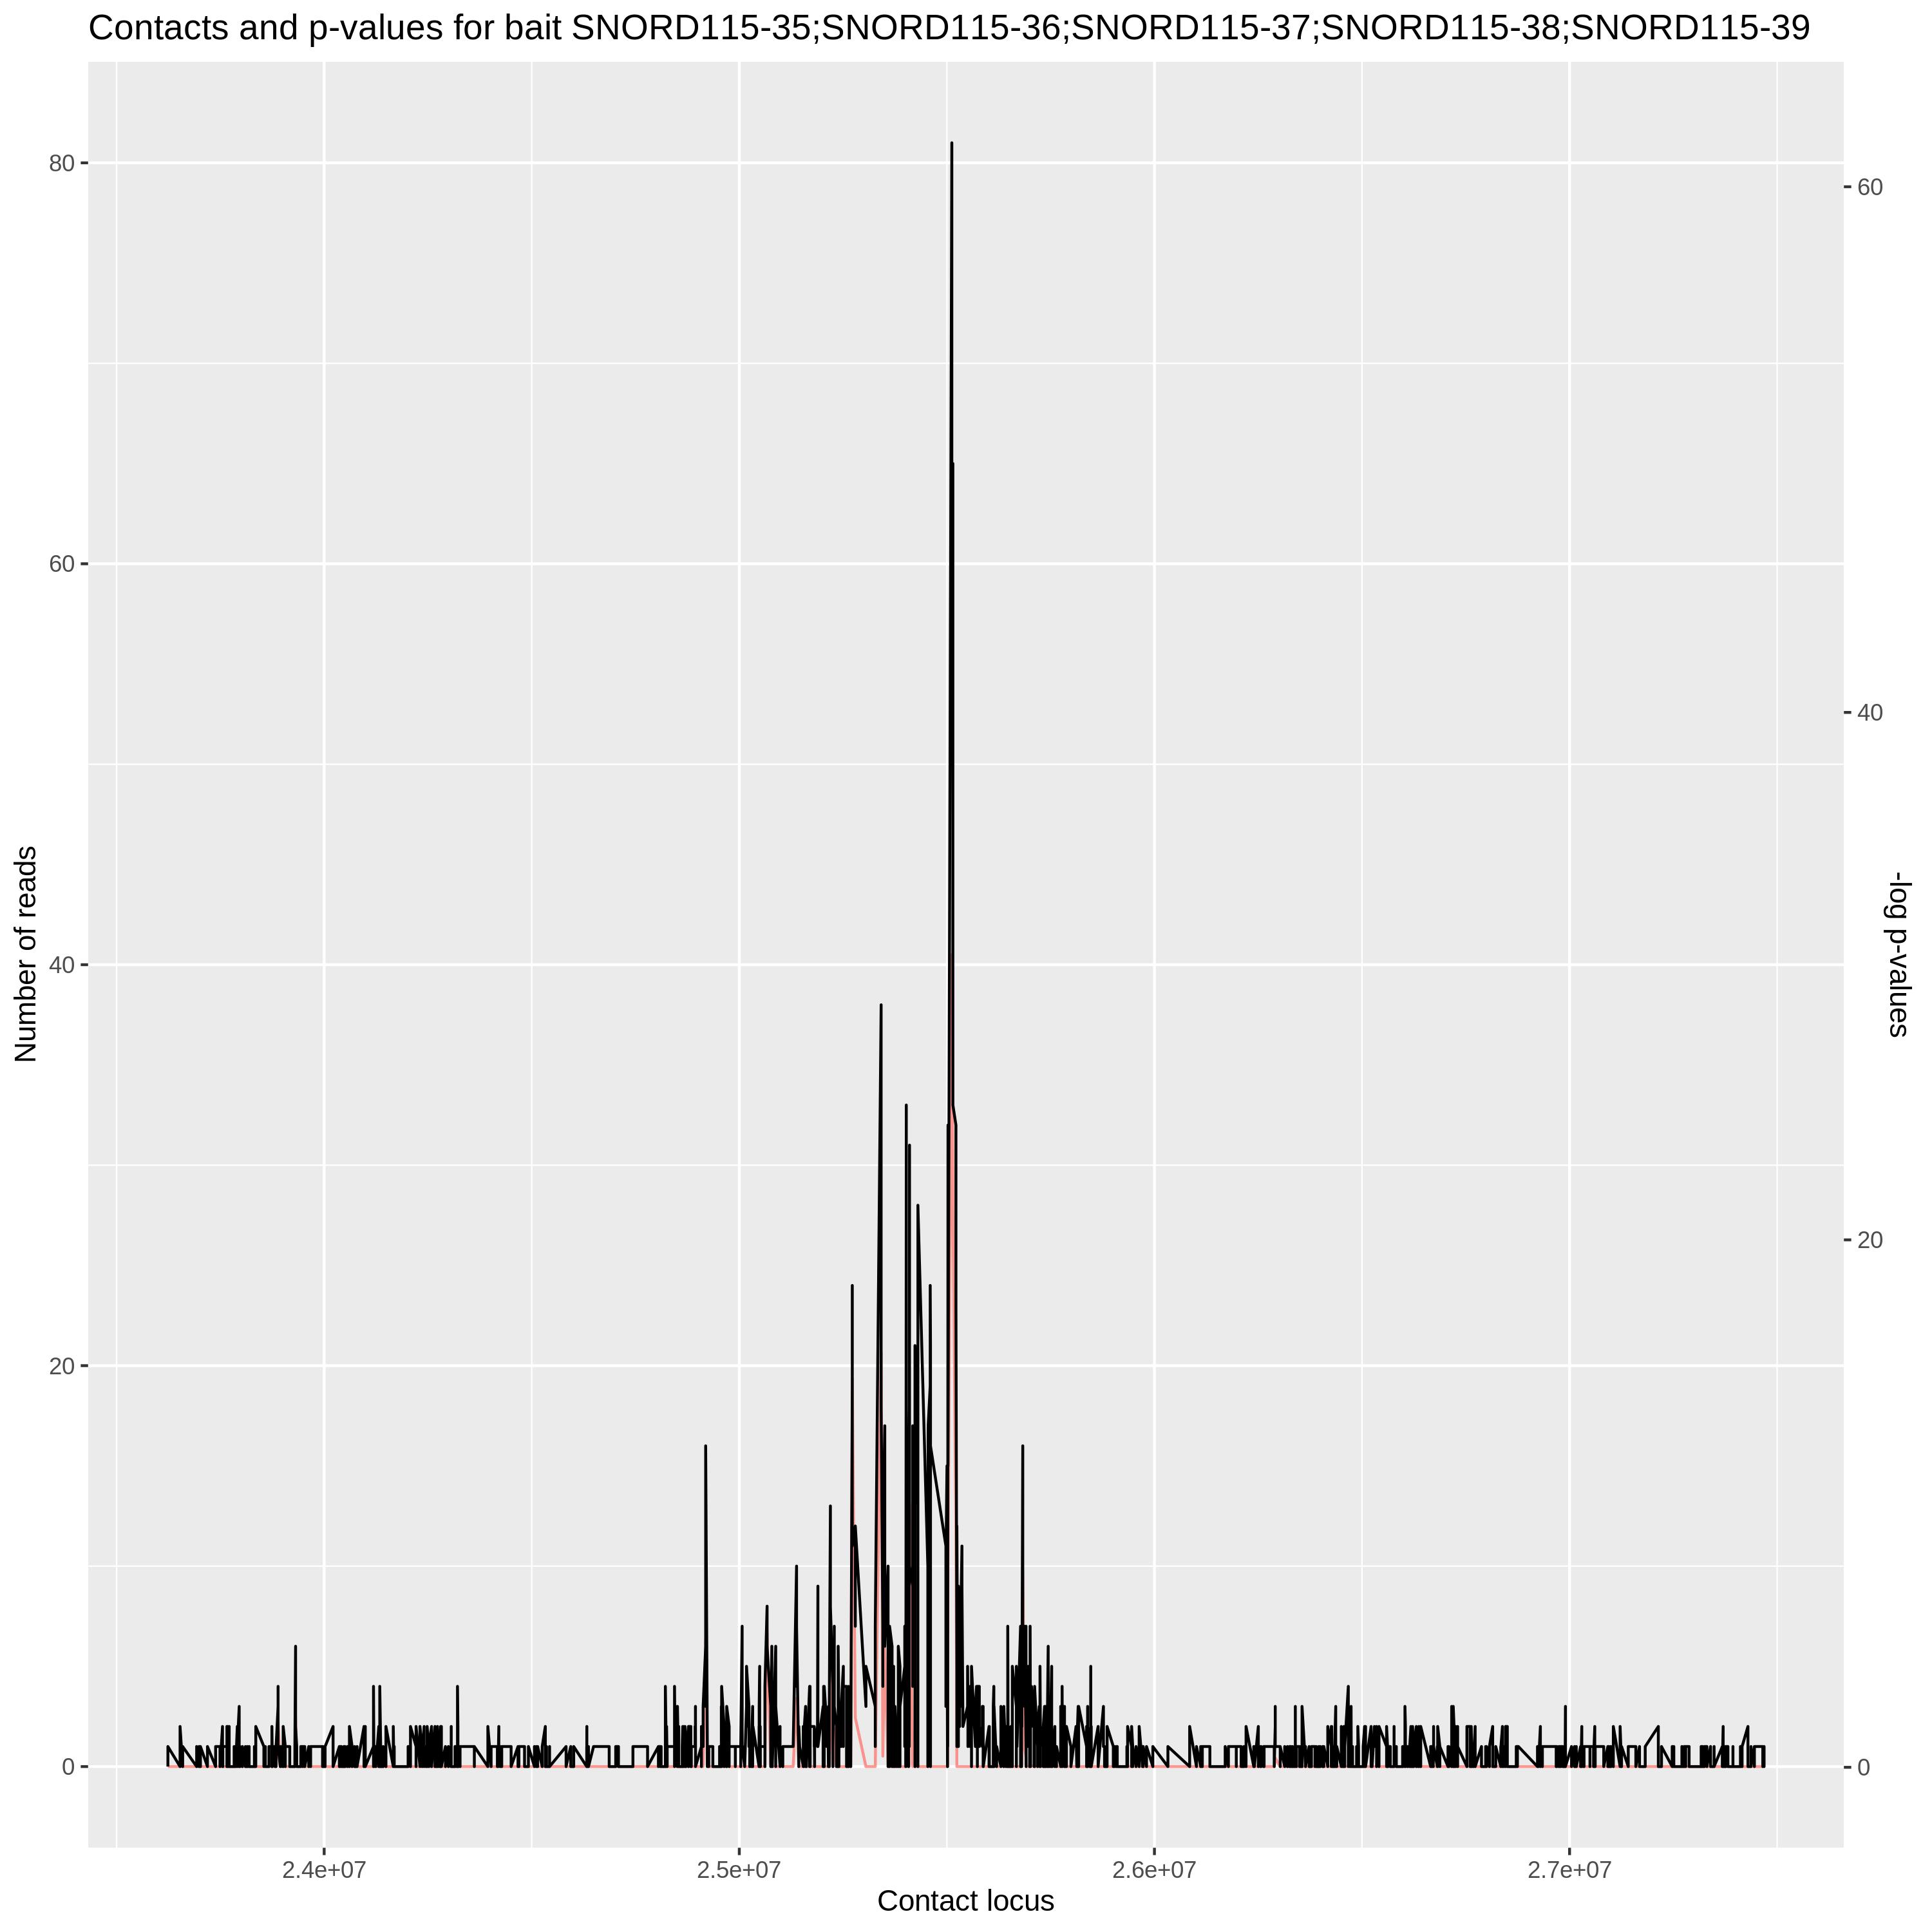 Contacts and p-values for bait SNORD115-35;SNORD115-36;SNORD115-37;SNORD115-38;SNORD115-39
Number of reads
80
60
40
20
0
60
40
20
0
-log p-values
2.4e+07
2.5e+07
2.6e+07
2.7e+07
Contact locus